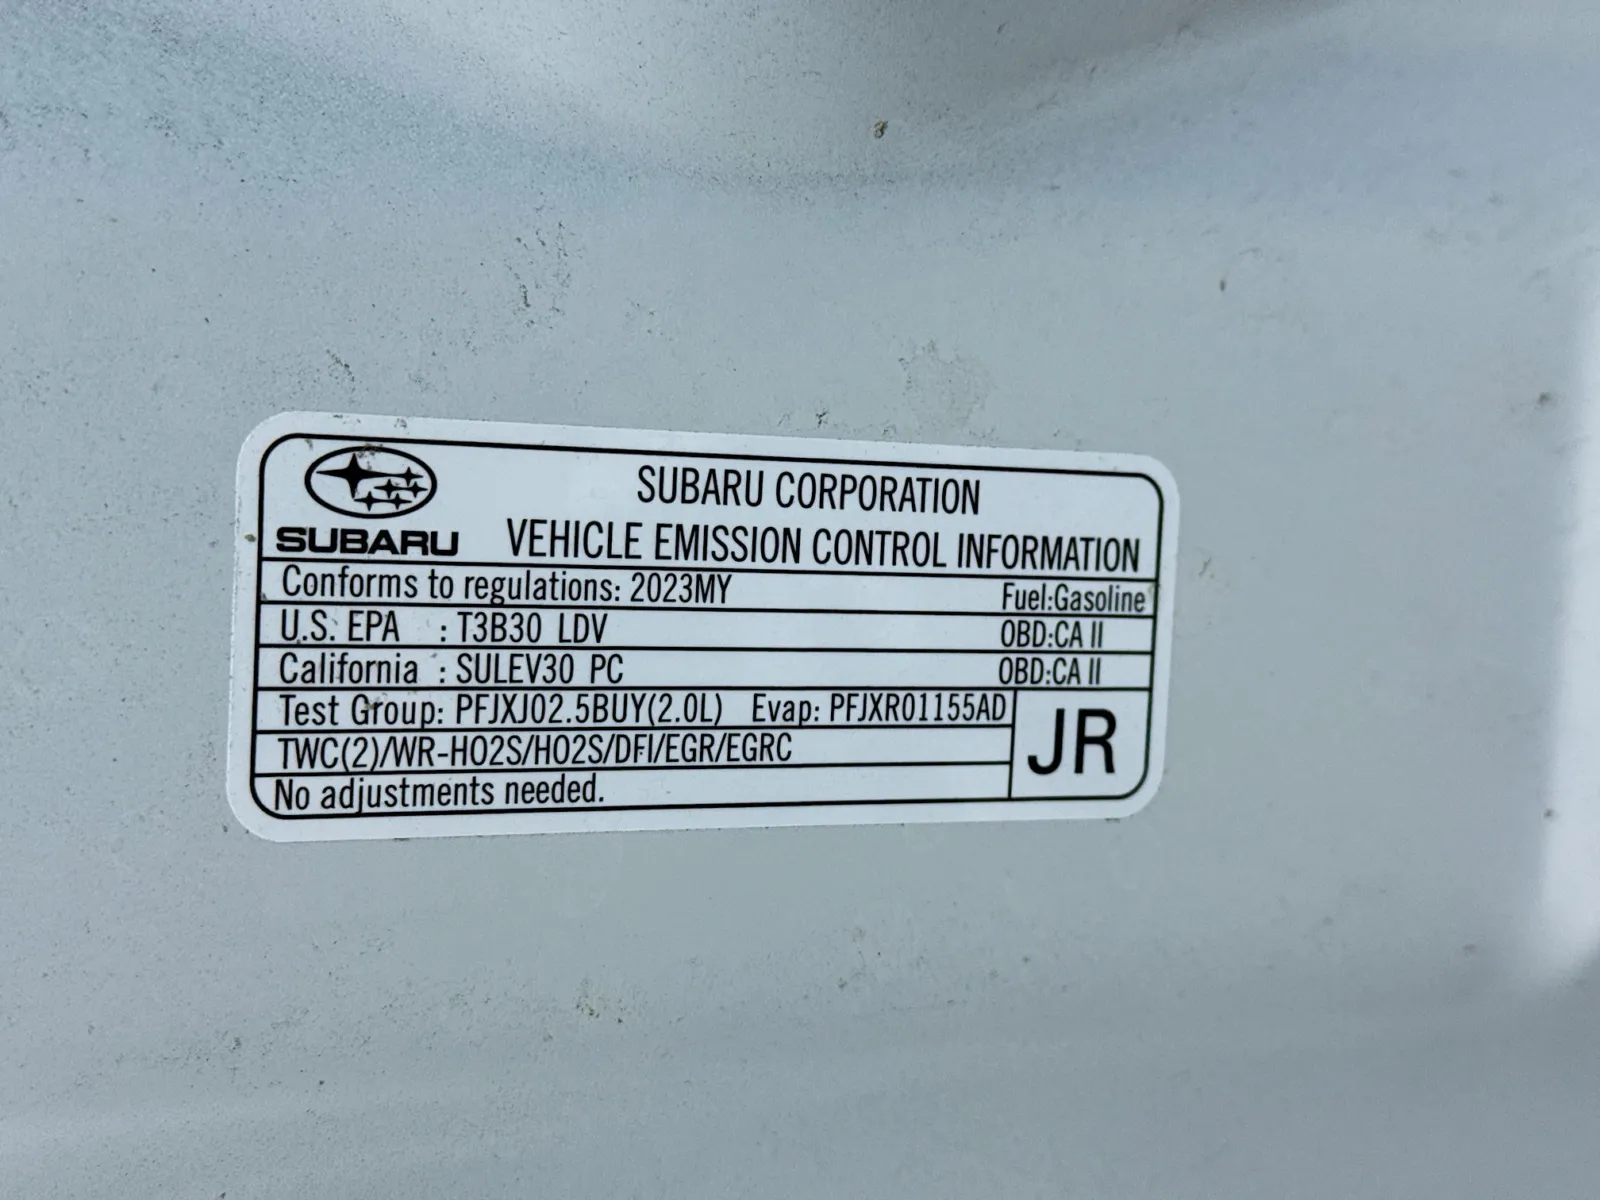 SUBARU
SUBARU CORPORATION
VEHICLE EMISSION CONTROL INFORMATION
Conforms to regulations: 2023MY Fuel:Gasoline
U.S. EPA : T3B30 LDV OBD:CA II
California : SULEV30 PC OBD:CA II
Test Group: PFJXJ02.5BUY(2.0L) Evap: PFJXR01155AD
TWC(2)/WR-HO2S/HO2S/DFI/EGR/EGRC
No adjustments needed.
JR